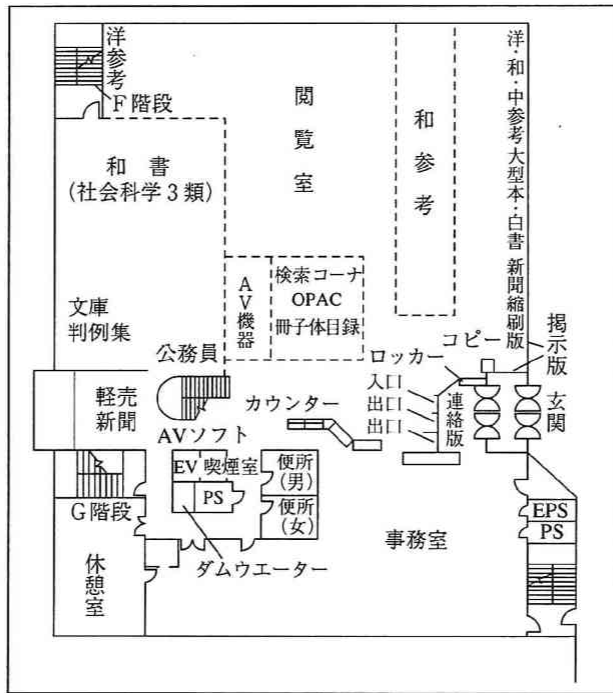 洋参考
F階段
閲覧室
和参考
洋・和・中参考大型本・白書 新聞縮刷版
和 書
(社会科学3類)
AV機器
検索コーナ
OPAC
冊子体目録
文庫
判例集
公務員
コピー
掲示版
ロッカー
入口
出口
出口
連絡版
玄関
軽売
新聞
カウンター
AVソフト
EV
喫煙室
PS
便所
(男)
便所
(女)
G階段
休憩室
ダムウエーター
事務室
EPS
PS